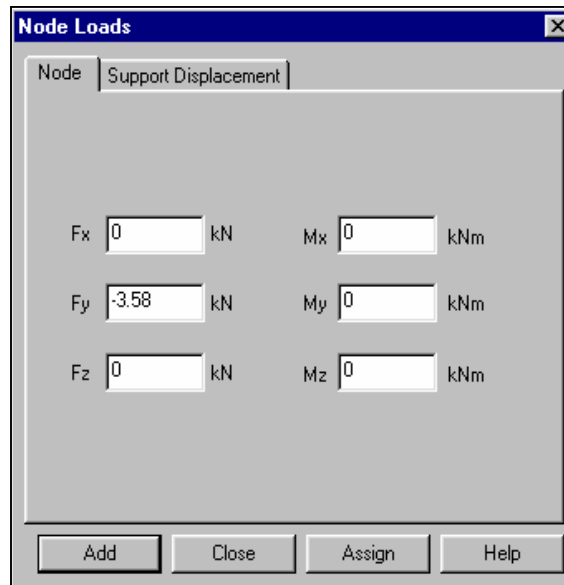 Node Loads
Node Support Displacement
Fx 0 kN Mx 0 kNm
Fy -3.58 kN My 0 kNm
Fz 0 kN Mz 0 kNm
Add Close Assign Help